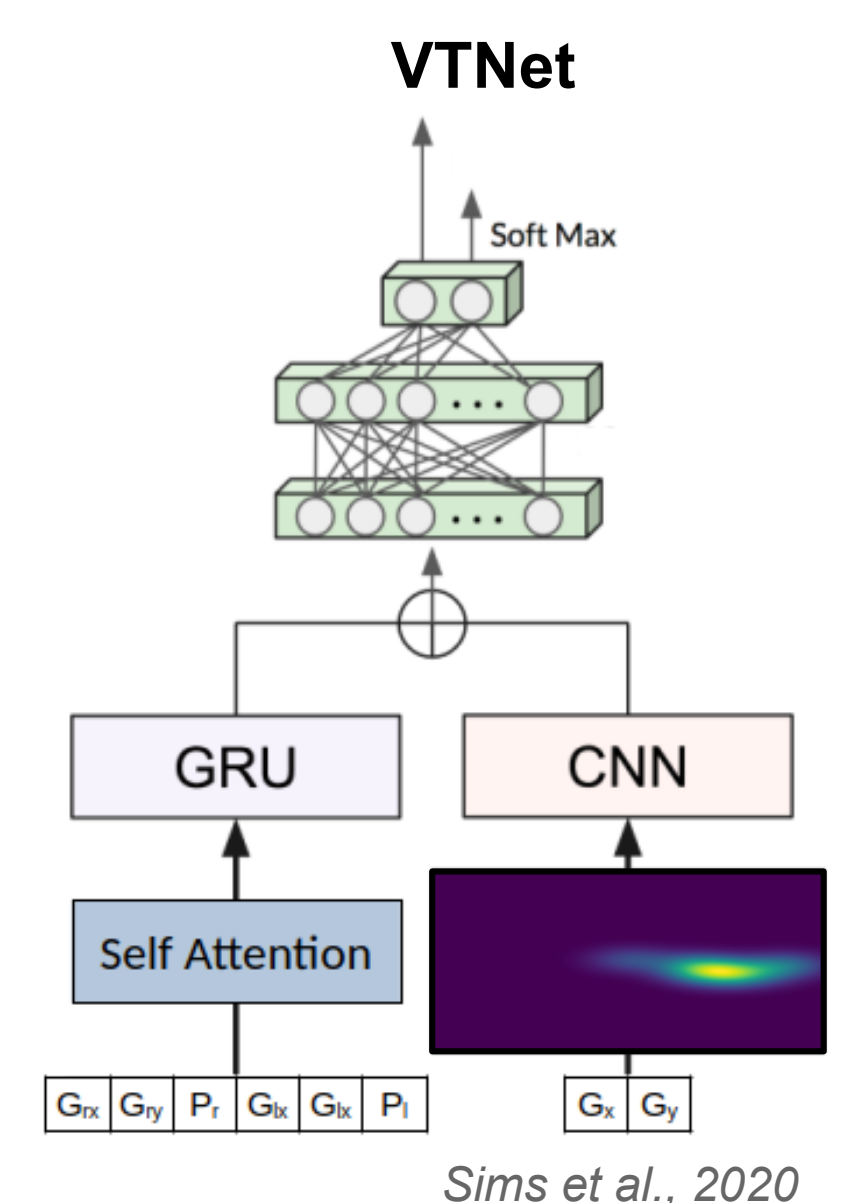 VTNet
Soft Max
GRU
CNN
Self Attention
Grx Gry Pr Glx Glx Pl
Gx Gy
Sims et al., 2020